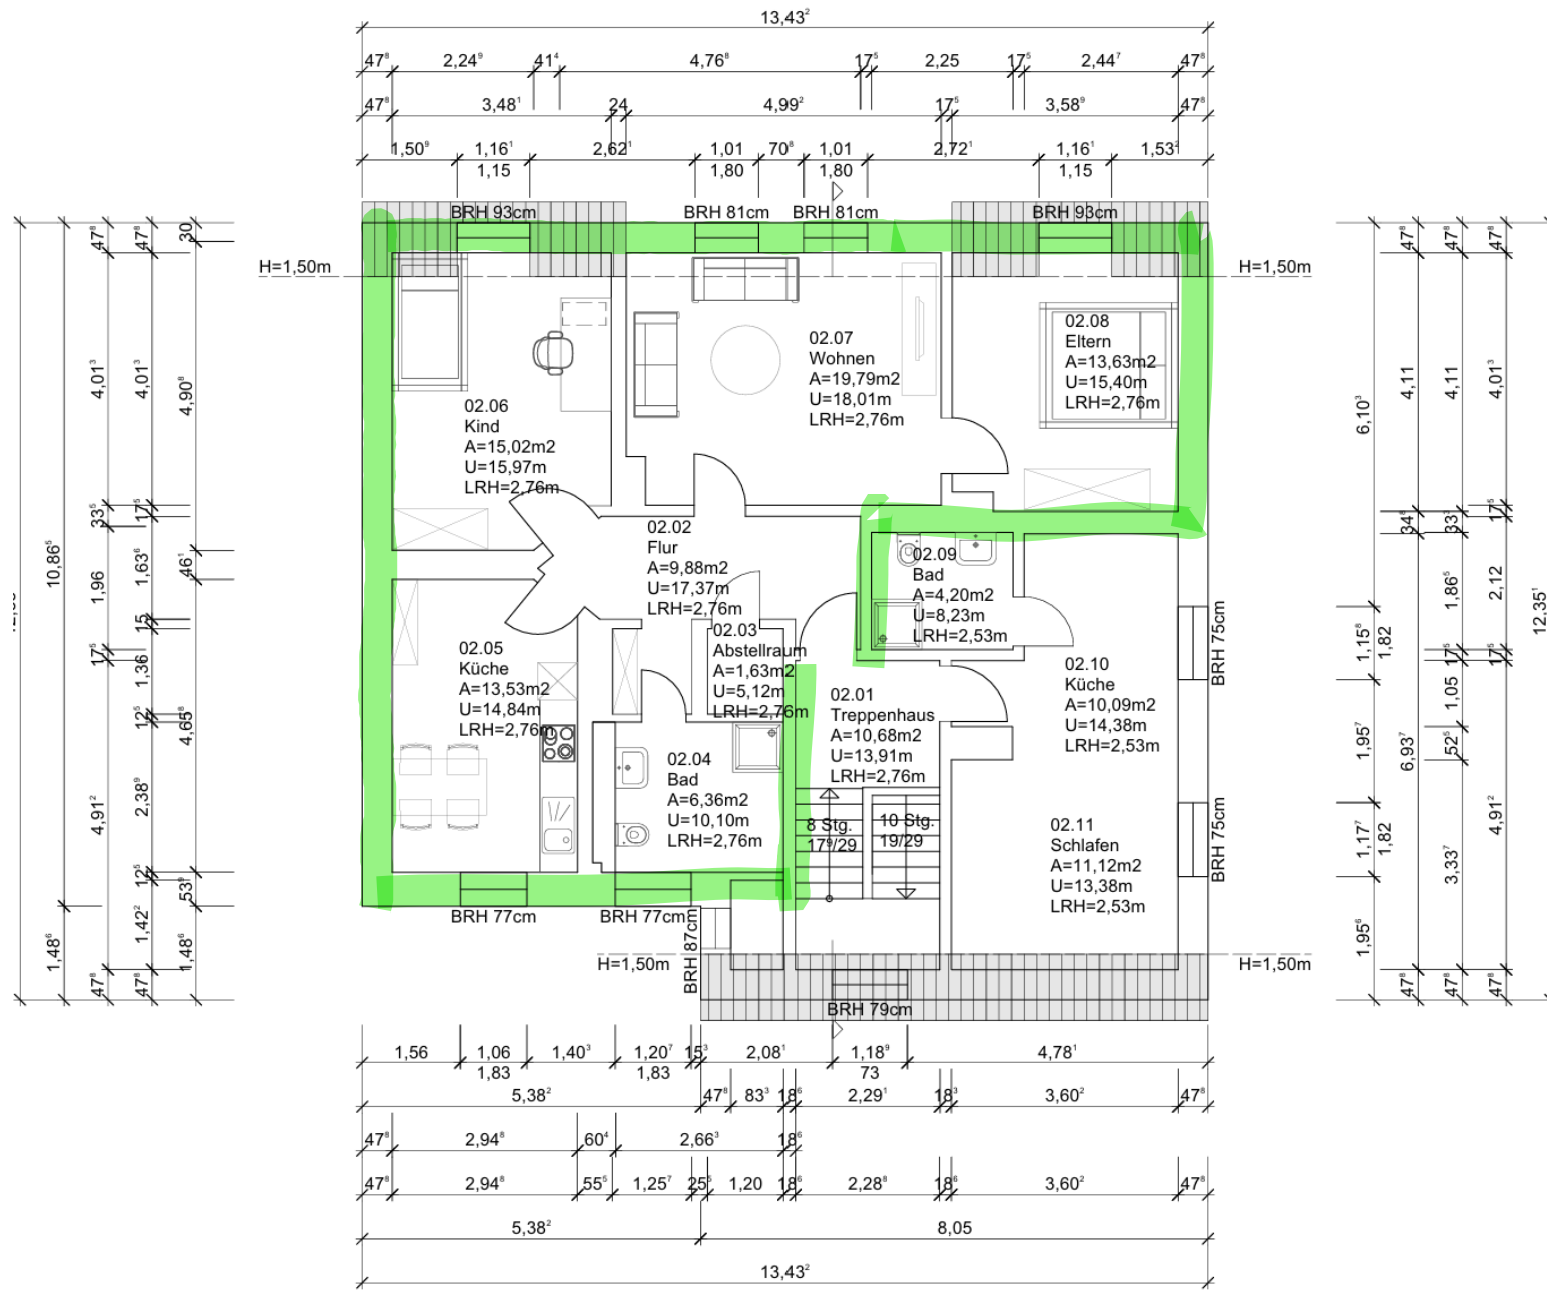 13,43²
47⁸ 2,24⁹ 41⁴ 4,76⁸ 17⁵ 2,25 17⁵ 2,44⁷ 47⁸
47⁸ 3,48¹ 24 4,99² 17⁵ 3,58⁹ 47⁸
1,50⁹ 1,16¹ 2,62¹ 1,01 70⁸ 1,01 2,72¹ 1,16¹ 1,53²
1,15 1,80 1,80 1,15
BRH 93cm BRH 81cm BRH 81cm BRH 93cm
H=1,50m H=1,50m
02.06
Kind
A=15,02m2
U=15,97m
LRH=2,76m
02.07
Wohnen
A=19,79m2
U=18,01m
LRH=2,76m
02.08
Eltern
A=13,63m2
U=15,40m
LRH=2,76m
02.02
Flur
A=9,88m2
U=17,37m
LRH=2,76m
02.09
Bad
A=4,20m2
U=8,23m
LRH=2,53m
02.03
Abstellraum
A=1,63m2
U=5,12m
LRH=2,76m
02.05
Küche
A=13,53m2
U=14,84m
LRH=2,76m
02.01
Treppenhaus
A=10,68m2
U=13,91m
LRH=2,76m
02.10
Küche
A=10,09m2
U=14,38m
LRH=2,53m
02.04
Bad
A=6,36m2
U=10,10m
LRH=2,76m
8 Stg.
17⁹/29
10 Stg.
19/29
02.11
Schlafen
A=11,12m2
U=13,38m
LRH=2,53m
BRH 77cm BRH 77cm
BRH 87cm
BRH 75cm
BRH 75cm
H=1,50m H=1,50m
BRH 79cm
10,86⁵
1,48⁶
47⁸
4,01³
33⁵
1,96
17⁵
4,91²
47⁸
47⁸
4,01³
17⁵
1,63⁶
15
1,36
12⁵
2,38⁹
12⁵
1,42²
47⁸
30
4,90⁸
46¹
4,65⁸
53⁹
1,48⁶
6,10³
1,15⁸
1,82
1,95⁷
1,17⁷
1,82
1,95⁶
47⁸
4,11
34⁸
6,93⁷
47⁸
47⁸
4,11
33³
1,86⁵
17⁵
1,05
52⁵
3,33⁷
47⁸
47⁸
4,01³
17⁵
2,12
17⁵
4,91²
47⁸
12,35¹
1,56 1,06 1,40³ 1,20⁷ 15³ 2,08¹ 1,18⁹ 4,78¹
1,83 1,83 73
5,38² 47⁸ 83³ 18⁶ 2,29¹ 18³ 3,60² 47⁸
47⁸ 2,94⁸ 60⁴ 2,66³ 18⁶
47⁸ 2,94⁸ 55⁵ 1,25⁷ 25⁵ 1,20 18⁶ 2,28⁸ 18⁶ 3,60² 47⁸
5,38² 8,05
13,43²